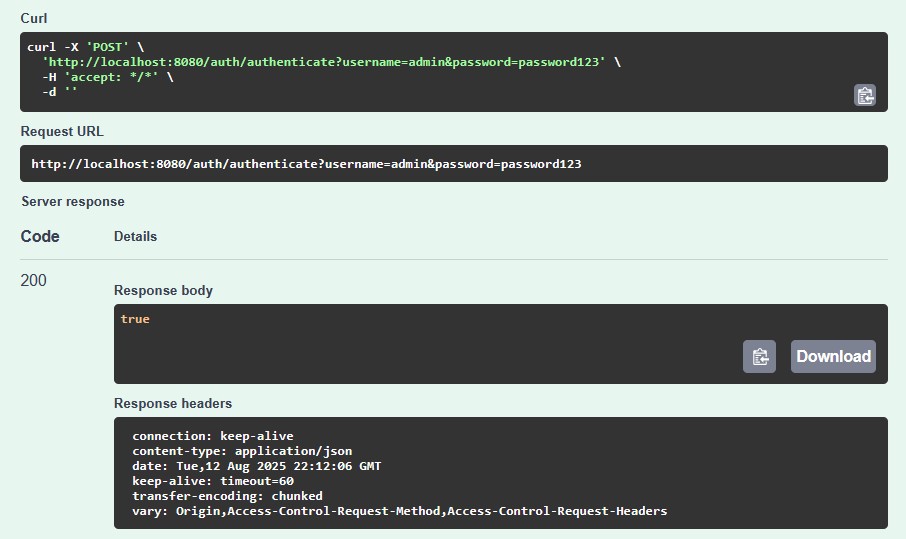 Curl
curl -X 'POST' \
'http://localhost:8080/auth/authenticate?username=admin&password=password123' \
-H 'accept: */*' \
-d ''
Request URL
http://localhost:8080/auth/authenticate?username=admin&password=password123
Server response
Code Details
200
Response body
true
Download
Response headers
connection: keep-alive
content-type: application/json
date: Tue,12 Aug 2025 22:12:06 GMT
keep-alive: timeout=60
transfer-encoding: chunked
vary: Origin,Access-Control-Request-Method,Access-Control-Request-Headers